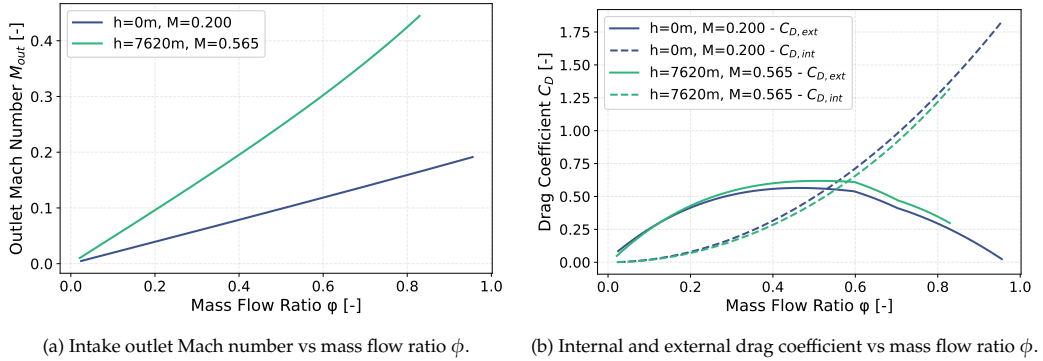 h=0m, M=0.200
h=7620m, M=0.565
Outlet Mach Number M_out [-]
0.4
0.3
0.2
0.1
0.0
0.0 0.2 0.4 0.6 0.8 1.0
Mass Flow Ratio φ [-]
(a) Intake outlet Mach number vs mass flow ratio ϕ.
h=0m, M=0.200 - C_D,ext
h=0m, M=0.200 - C_D,int
h=7620m, M=0.565 - C_D,ext
h=7620m, M=0.565 - C_D,int
Drag Coefficient C_D [-]
1.75
1.50
1.25
1.00
0.75
0.50
0.25
0.00
0.0 0.2 0.4 0.6 0.8 1.0
Mass Flow Ratio φ [-]
(b) Internal and external drag coefficient vs mass flow ratio ϕ.